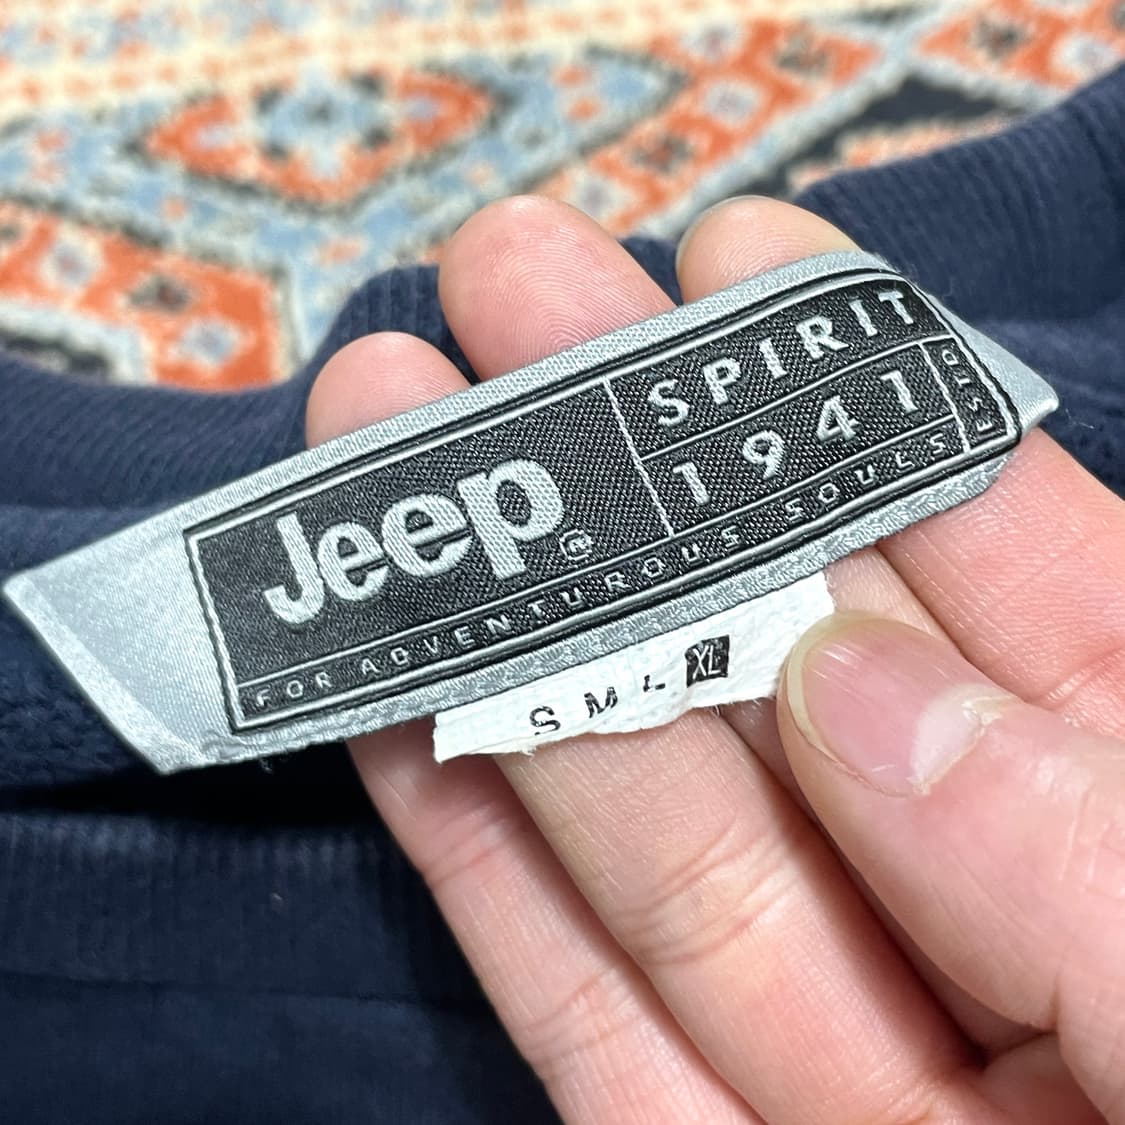 Jeep®
SPIRIT
1941
ESTD
FOR ADVENTUROUS SOULS
S M L XL